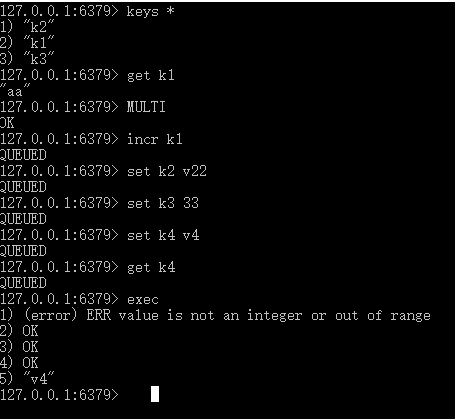 127.0.0.1:6379> keys *
1) "k2"
2) "k1"
3) "k3"
127.0.0.1:6379> get k1
"aa"
127.0.0.1:6379> MULTI
OK
127.0.0.1:6379> incr k1
QUEUED
127.0.0.1:6379> set k2 v22
QUEUED
127.0.0.1:6379> set k3 33
QUEUED
127.0.0.1:6379> set k4 v4
QUEUED
127.0.0.1:6379> get k4
QUEUED
127.0.0.1:6379> exec
1) (error) ERR value is not an integer or out of range
2) OK
3) OK
4) OK
5) "v4"
127.0.0.1:6379>